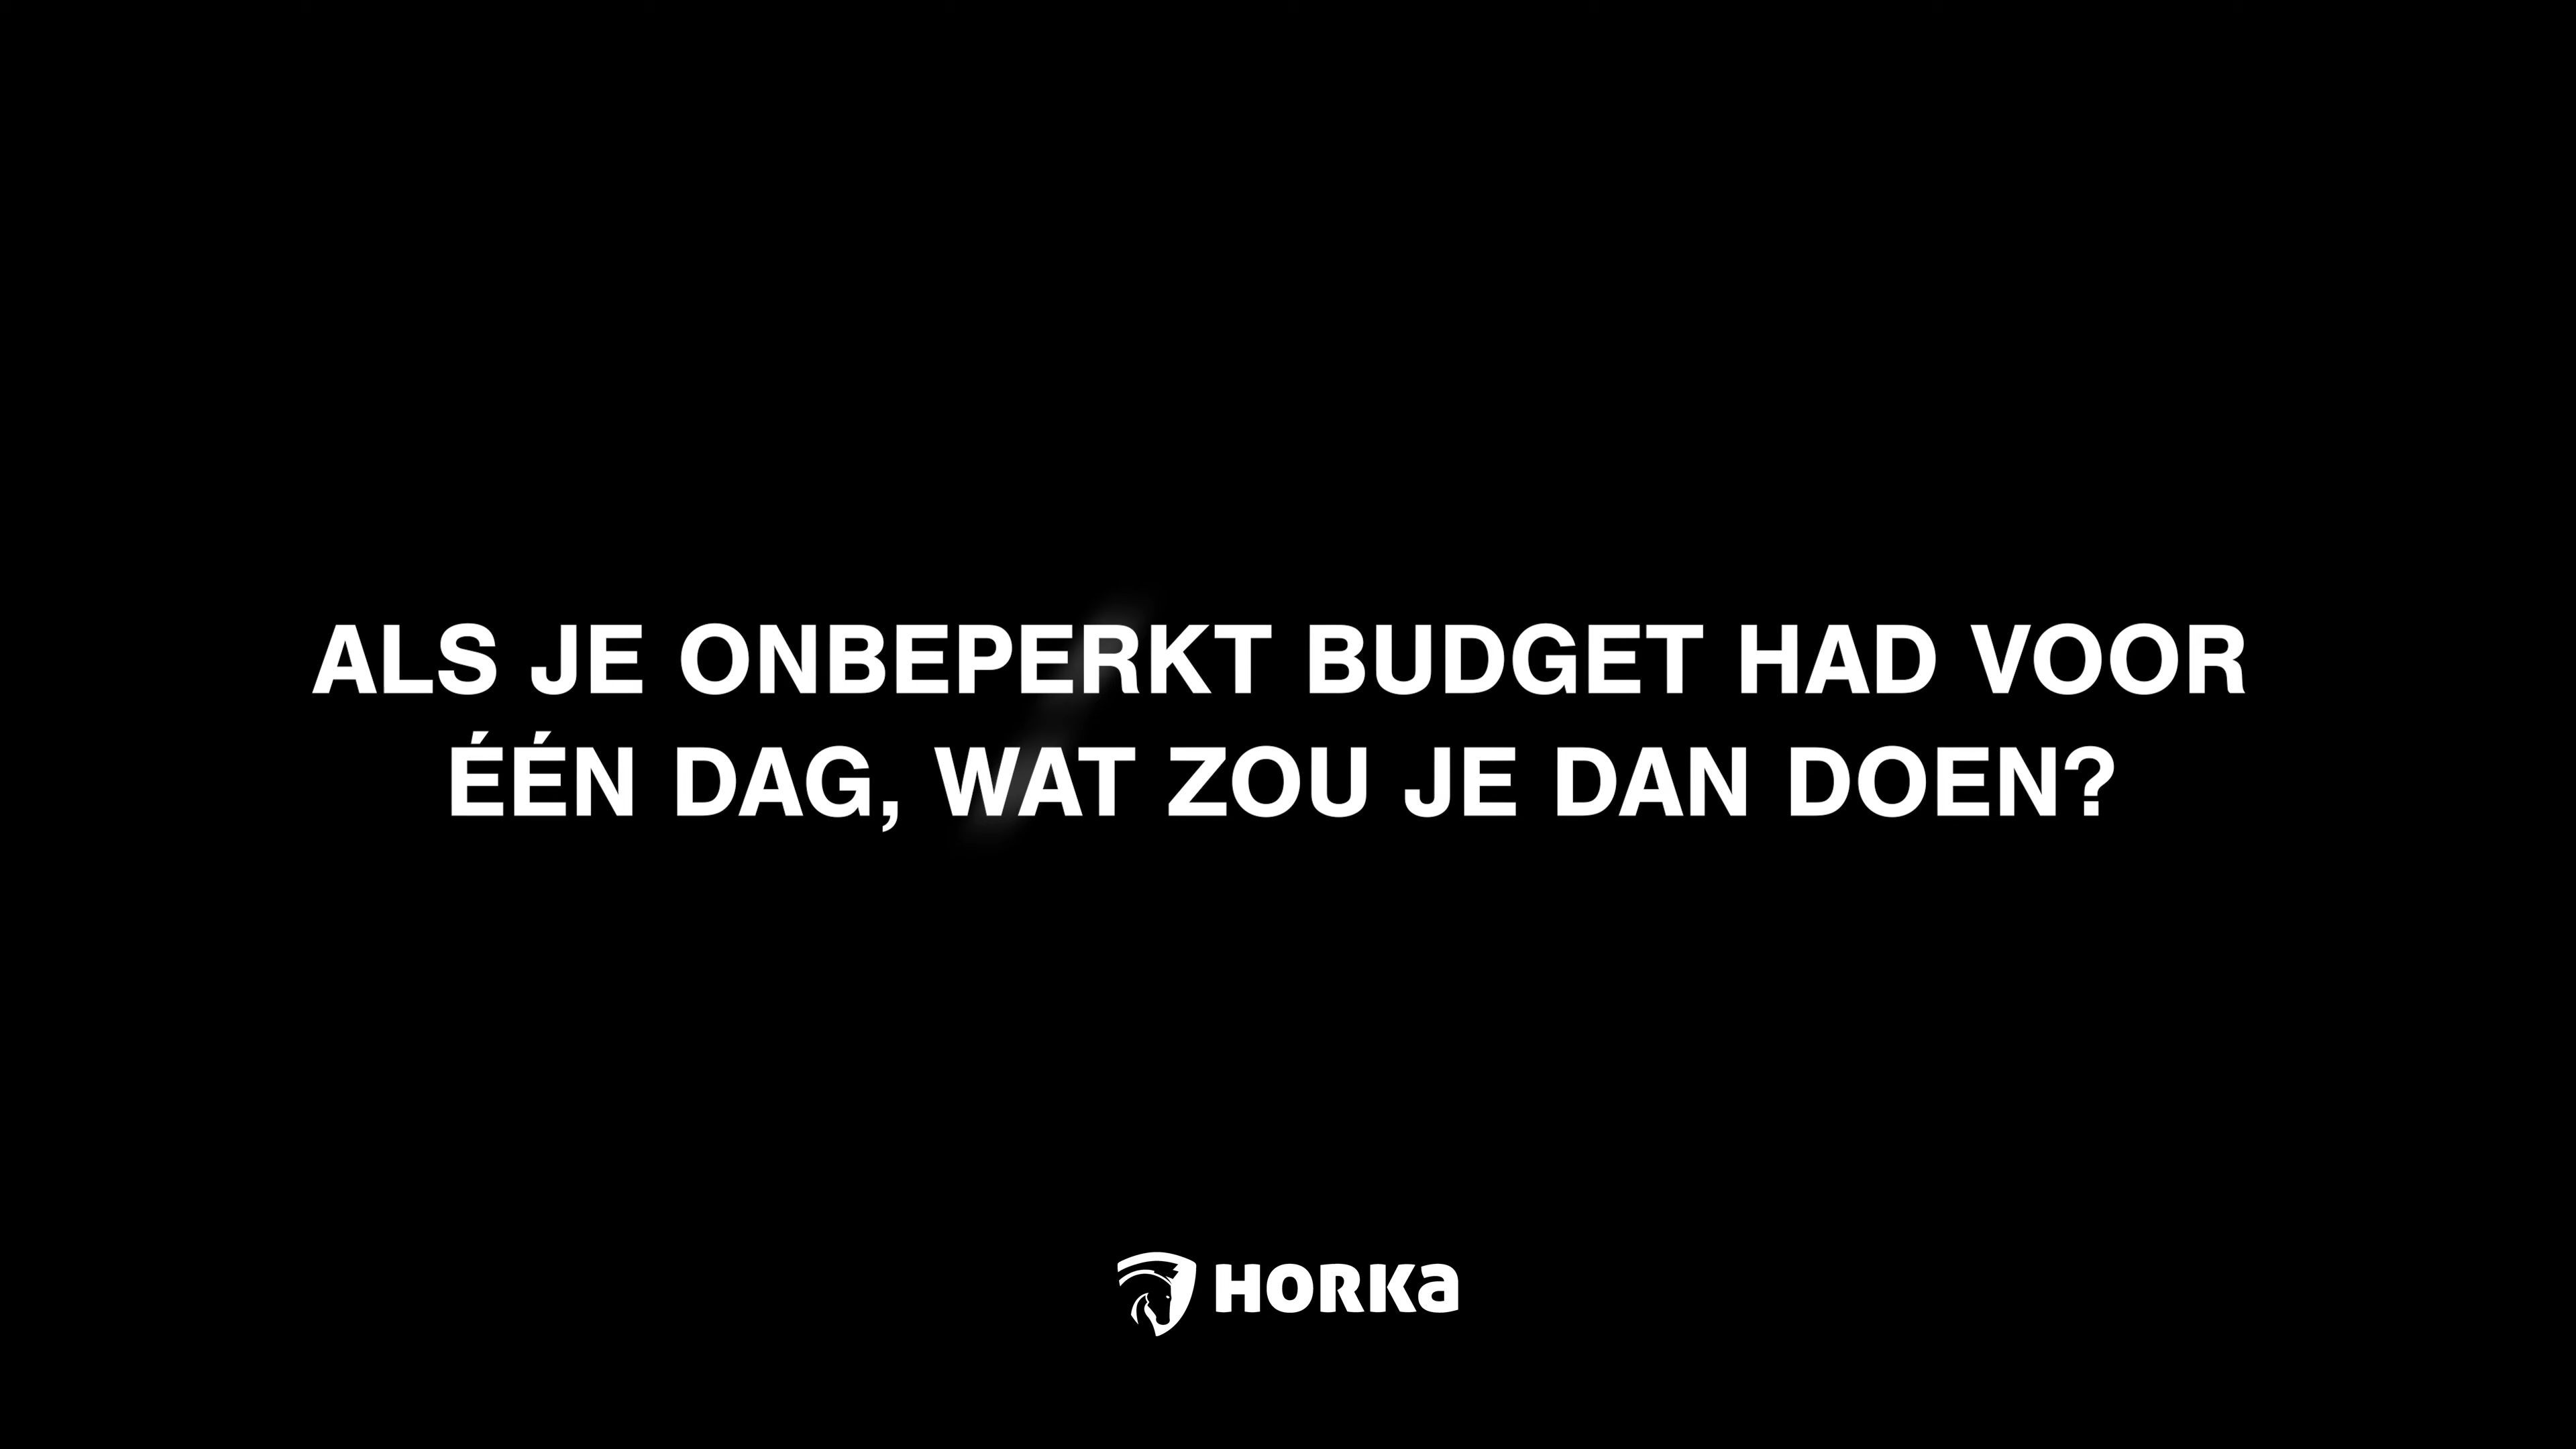 ALS JE ONBEPERKT BUDGET HAD VOOR
ÉÉN DAG, WAT ZOU JE DAN DOEN?
HORKa